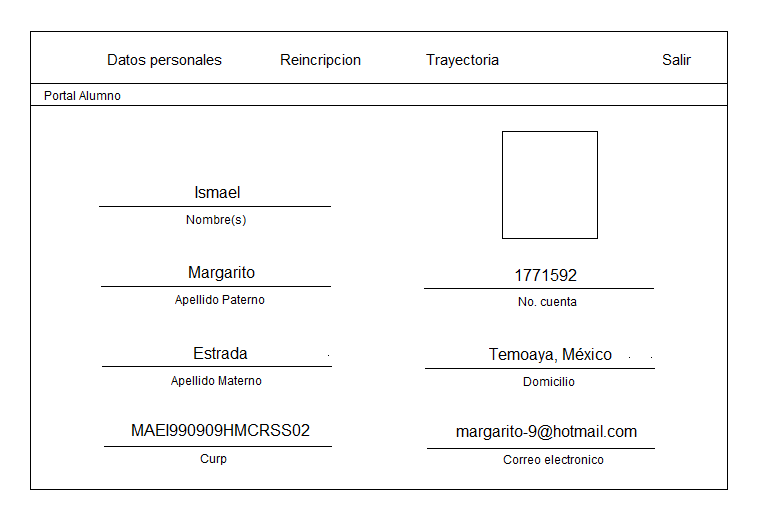 Datos personales Reincripcion Trayectoria Salir
Portal Alumno
Ismael
Nombre(s)
Margarito
Apellido Paterno
1771592
No. cuenta
Estrada
Apellido Materno
Temoaya, México
Domicilio
MAEI990909HMCRSS02
Curp
margarito-9@hotmail.com
Correo electronico